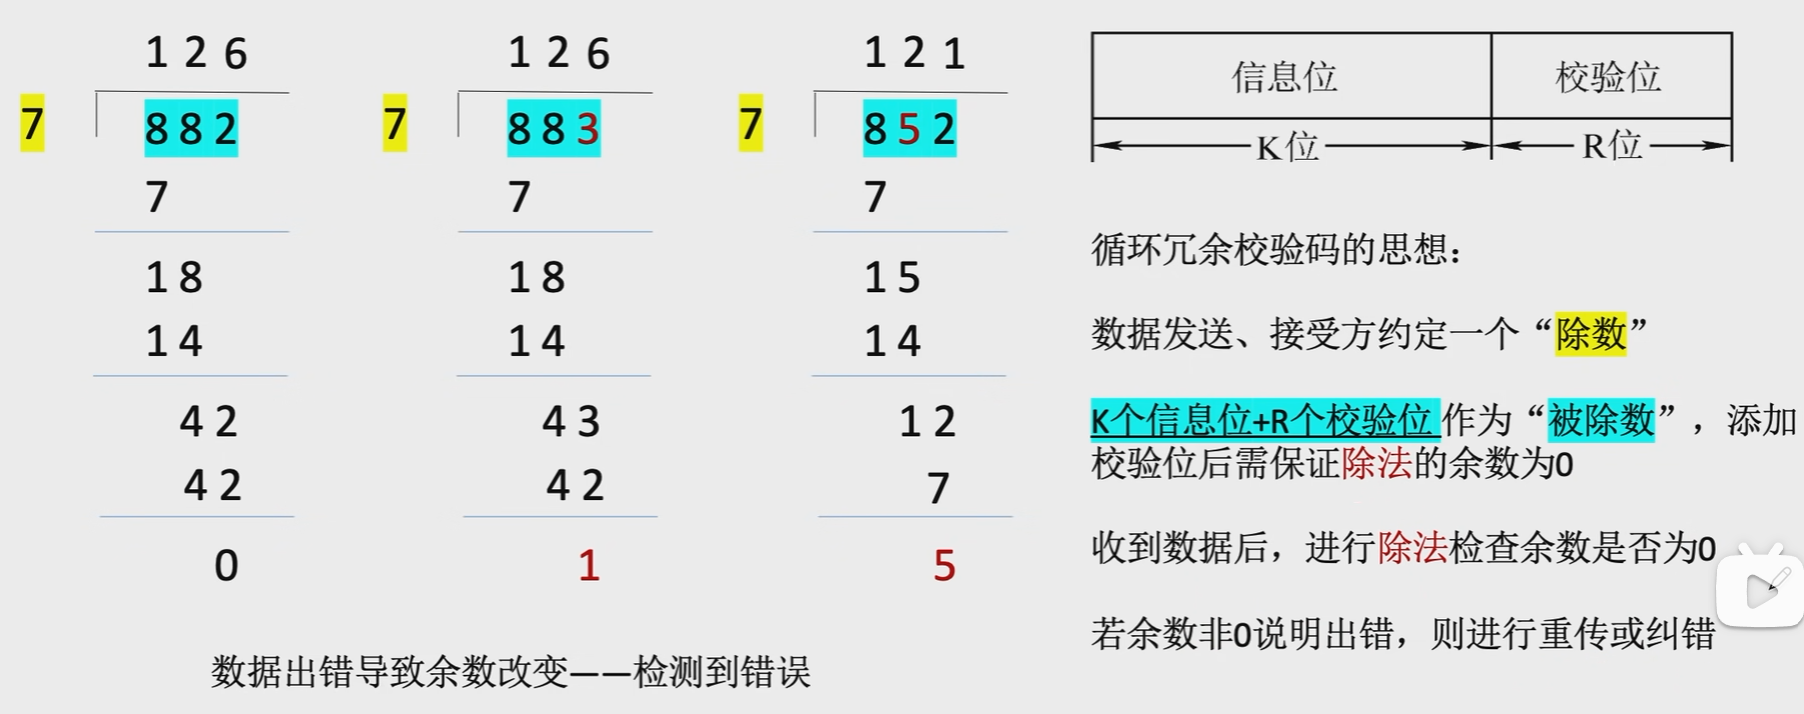 126
7 882
7
18
14
42
42
0
126
7 883
7
18
14
43
42
1
121
7 852
7
15
14
12
7
5
数据出错导致余数改变——检测到错误
信息位 校验位
K位 R位
循环冗余校验码的思想：
数据发送、接受方约定一个“除数”
K个信息位+R个校验位作为“被除数”，添加
校验位后需保证除法的余数为0
收到数据后，进行除法检查余数是否为0
若余数非0说明出错，则进行重传或纠错